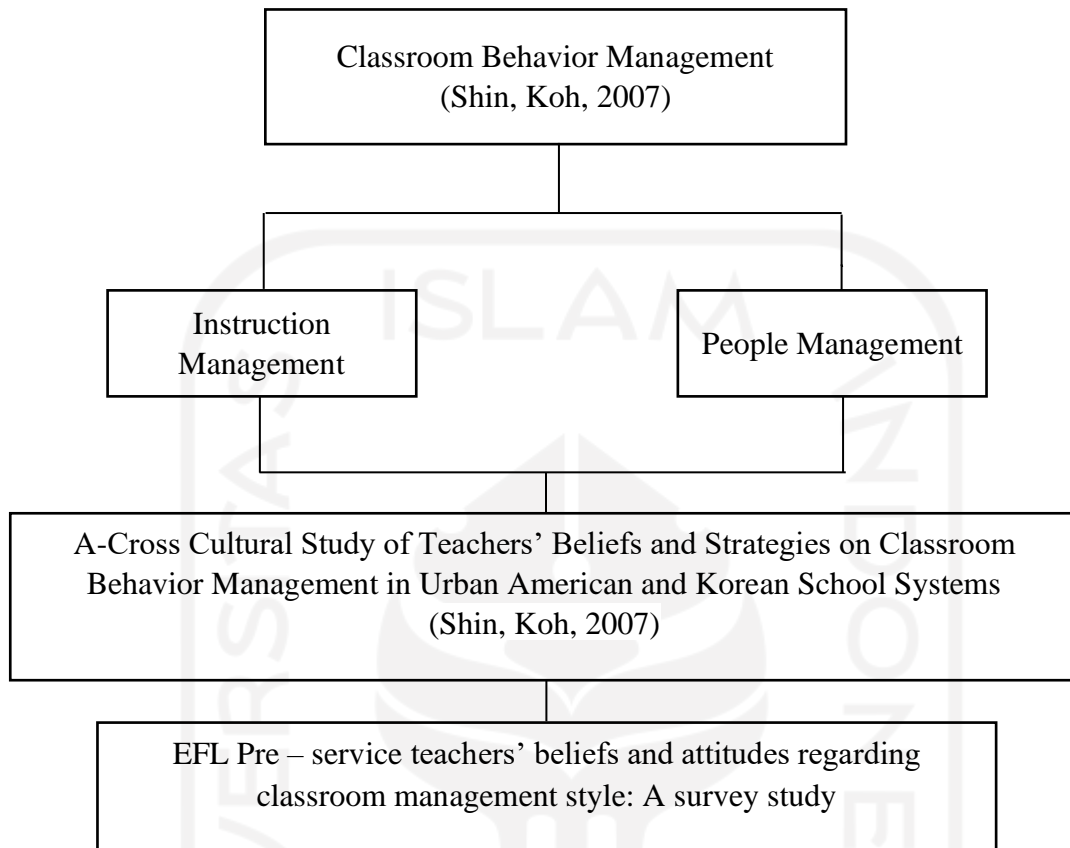 Classroom Behavior Management
(Shin, Koh, 2007)
Instruction
Management
People Management
A-Cross Cultural Study of Teachers’ Beliefs and Strategies on Classroom
Behavior Management in Urban American and Korean School Systems
(Shin, Koh, 2007)
EFL Pre – service teachers’ beliefs and attitudes regarding
classroom management style: A survey study
ISLAM
VERSTAS
INDONE